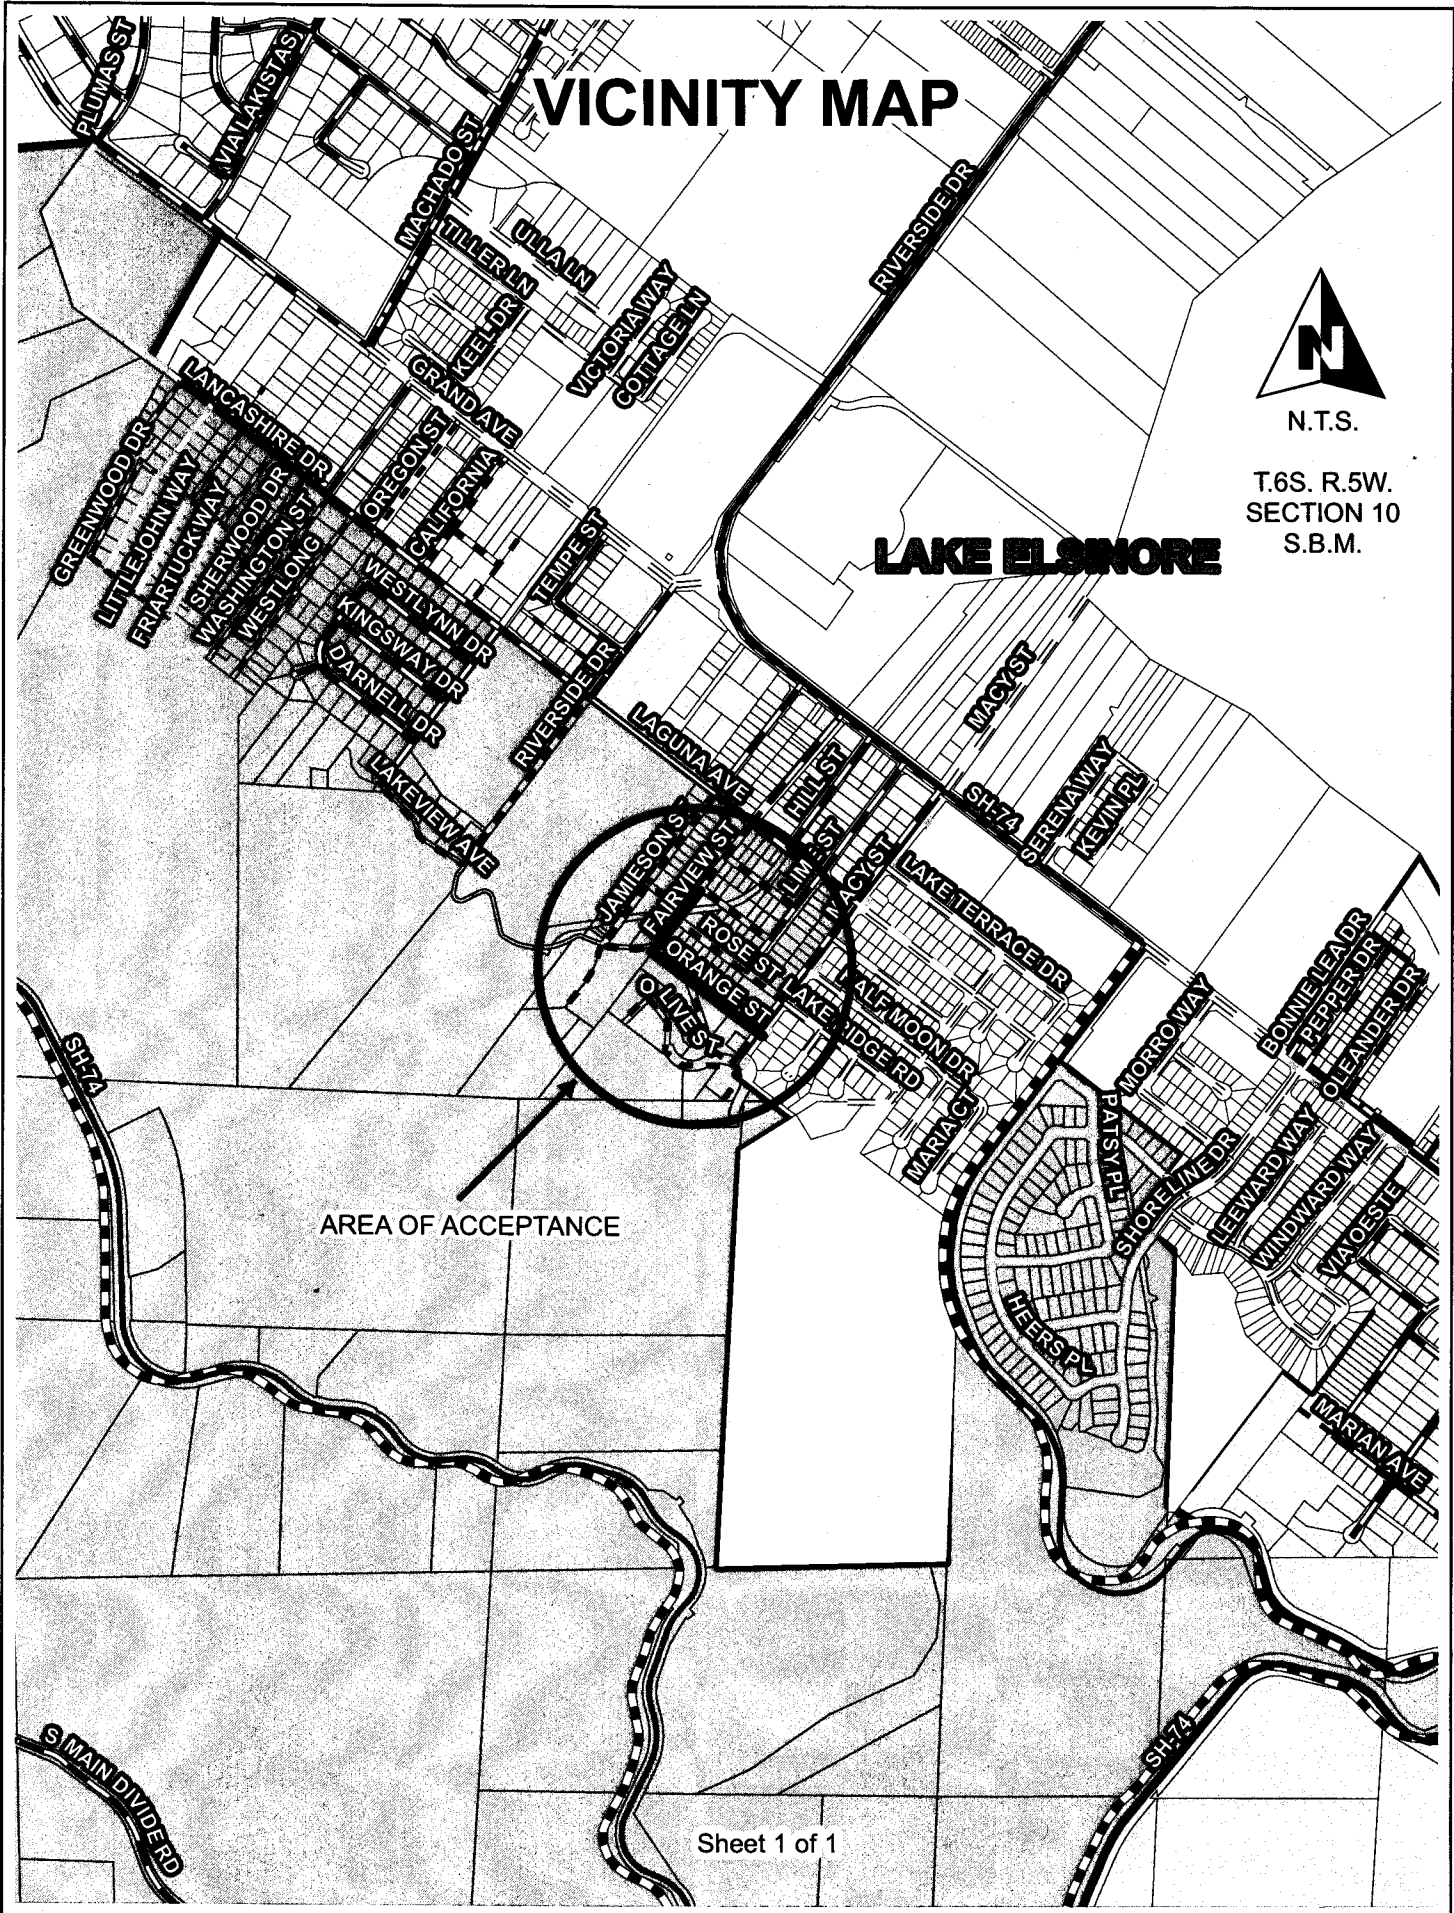 VICINITY MAP
PLUMAS ST
VIA LAKISTAS
MACHADO ST
TILLER LN
ULLA LN
KEEL DR
VICTORIA WAY
COTTAGE LN
RIVERSIDE DR
N
N.T.S.
T.6S. R.5W.
SECTION 10
S.B.M.
LANCASHIRE DR
GRAND AVE
GREENWOOD DR
LITTLEJOHN WAY
FRIARTUCK WAY
SHERWOOD DR
WASHINGTON ST
WESTLONG
OREGON ST
CALIFORNIA
TEMPE ST
LAKE ELSINORE
WESTLYNN DR
KINGSWAY DR
DARNELL DR
RIVERSIDE DR
LAKEVIEW AVE
LAGUNA AVE
MACY ST
HILL ST
SH-74
SERENA WAY
KEVIN PL
JAMIESON ST
FAIRVIEW ST
MACY ST
LAKE TERRACE DR
ROSE ST
ORANGE ST
OLIVE ST
LAKE RIDGE RD
HALF MOON DR
MARIA CT
MORRO WAY
BONNIE LEA DR
PEPPER DR
OLEANDER DR
PATSY PL
SHORELINE DR
LEEWARD WAY
WINDWARD WAY
VIA OESTE
SH-74
AREA OF ACCEPTANCE
HEERS PL
MARIAN AVE
S MAIN DIVIDE RD
SH-74
Sheet 1 of 1